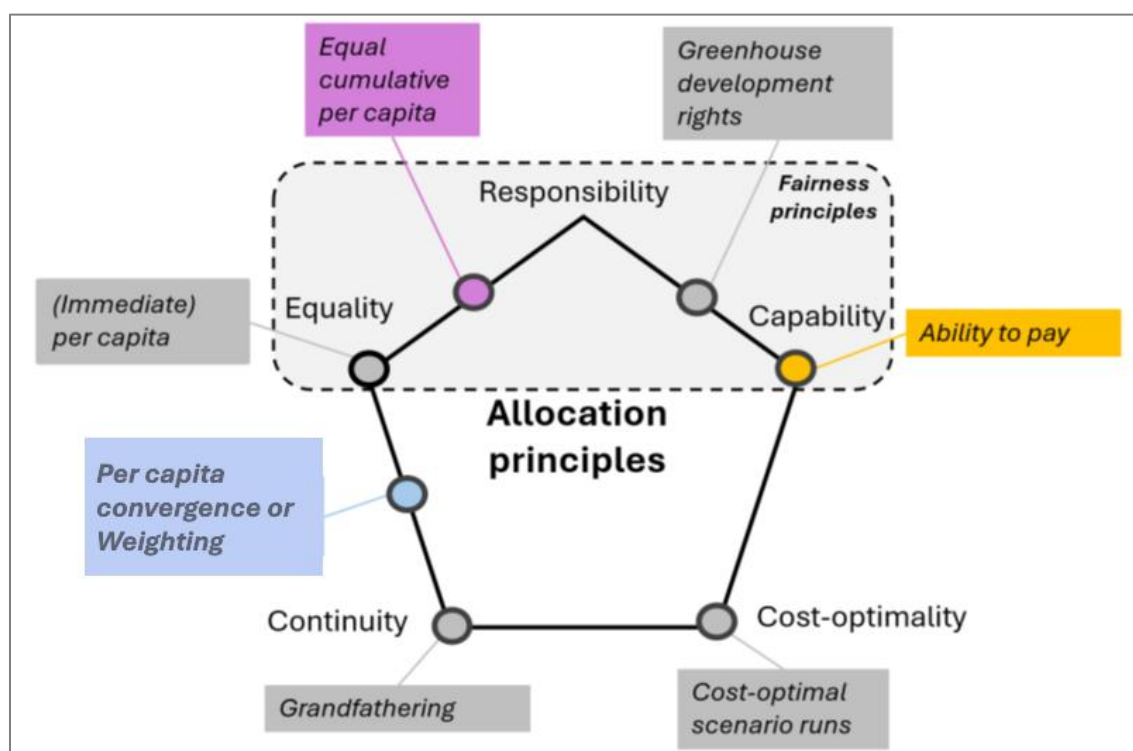 Equal
cumulative
per capita
Greenhouse
development
rights
Responsibility
Fairness
principles
(Immediate)
per capita
Equality
Capability
Ability to pay
Allocation
principles
Per capita
convergence or
Weighting
Continuity
Cost-optimality
Grandfathering
Cost-optimal
scenario runs